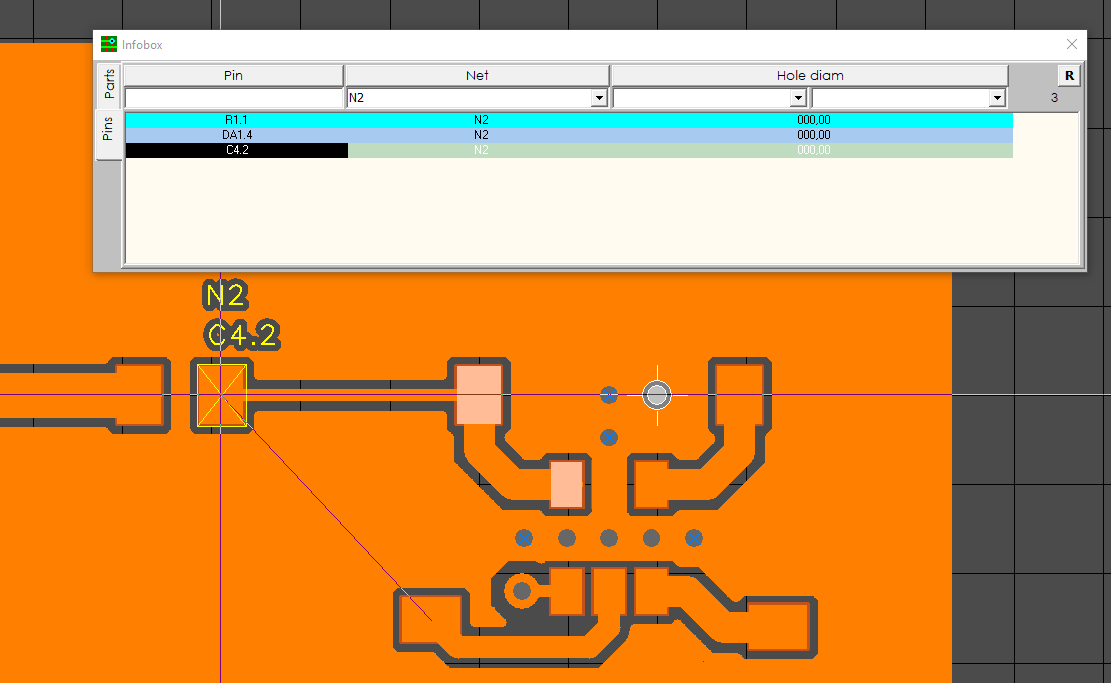 Infobox
Parts
Pins
Pin Net Hole diam R
N2 3
R1.1 N2 000,00
DA1.4 N2 000,00
C4.2 N2 000,00
N2
C4.2